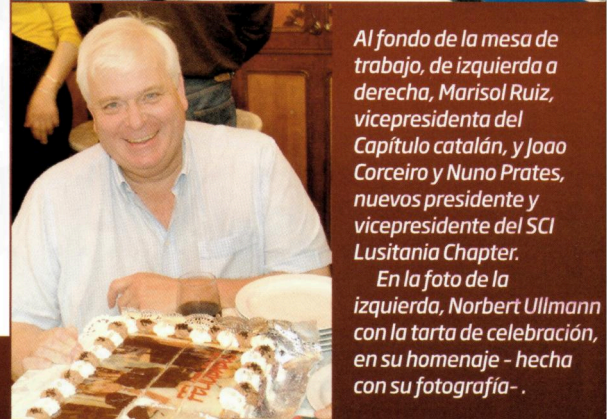 Al fondo de la mesa de
trabajo, de izquierda a
derecha, Marisol Ruiz,
vicepresidenta del
Capítulo catalán, y Joao
Corceiro y Nuno Prates,
nuevos presidente y
vicepresidente del SCI
Lusitania Chapter.
En la foto de la
izquierda, Norbert Ullmann
con la tarta de celebración,
en su homenaje - hecha
con su fotografía- .